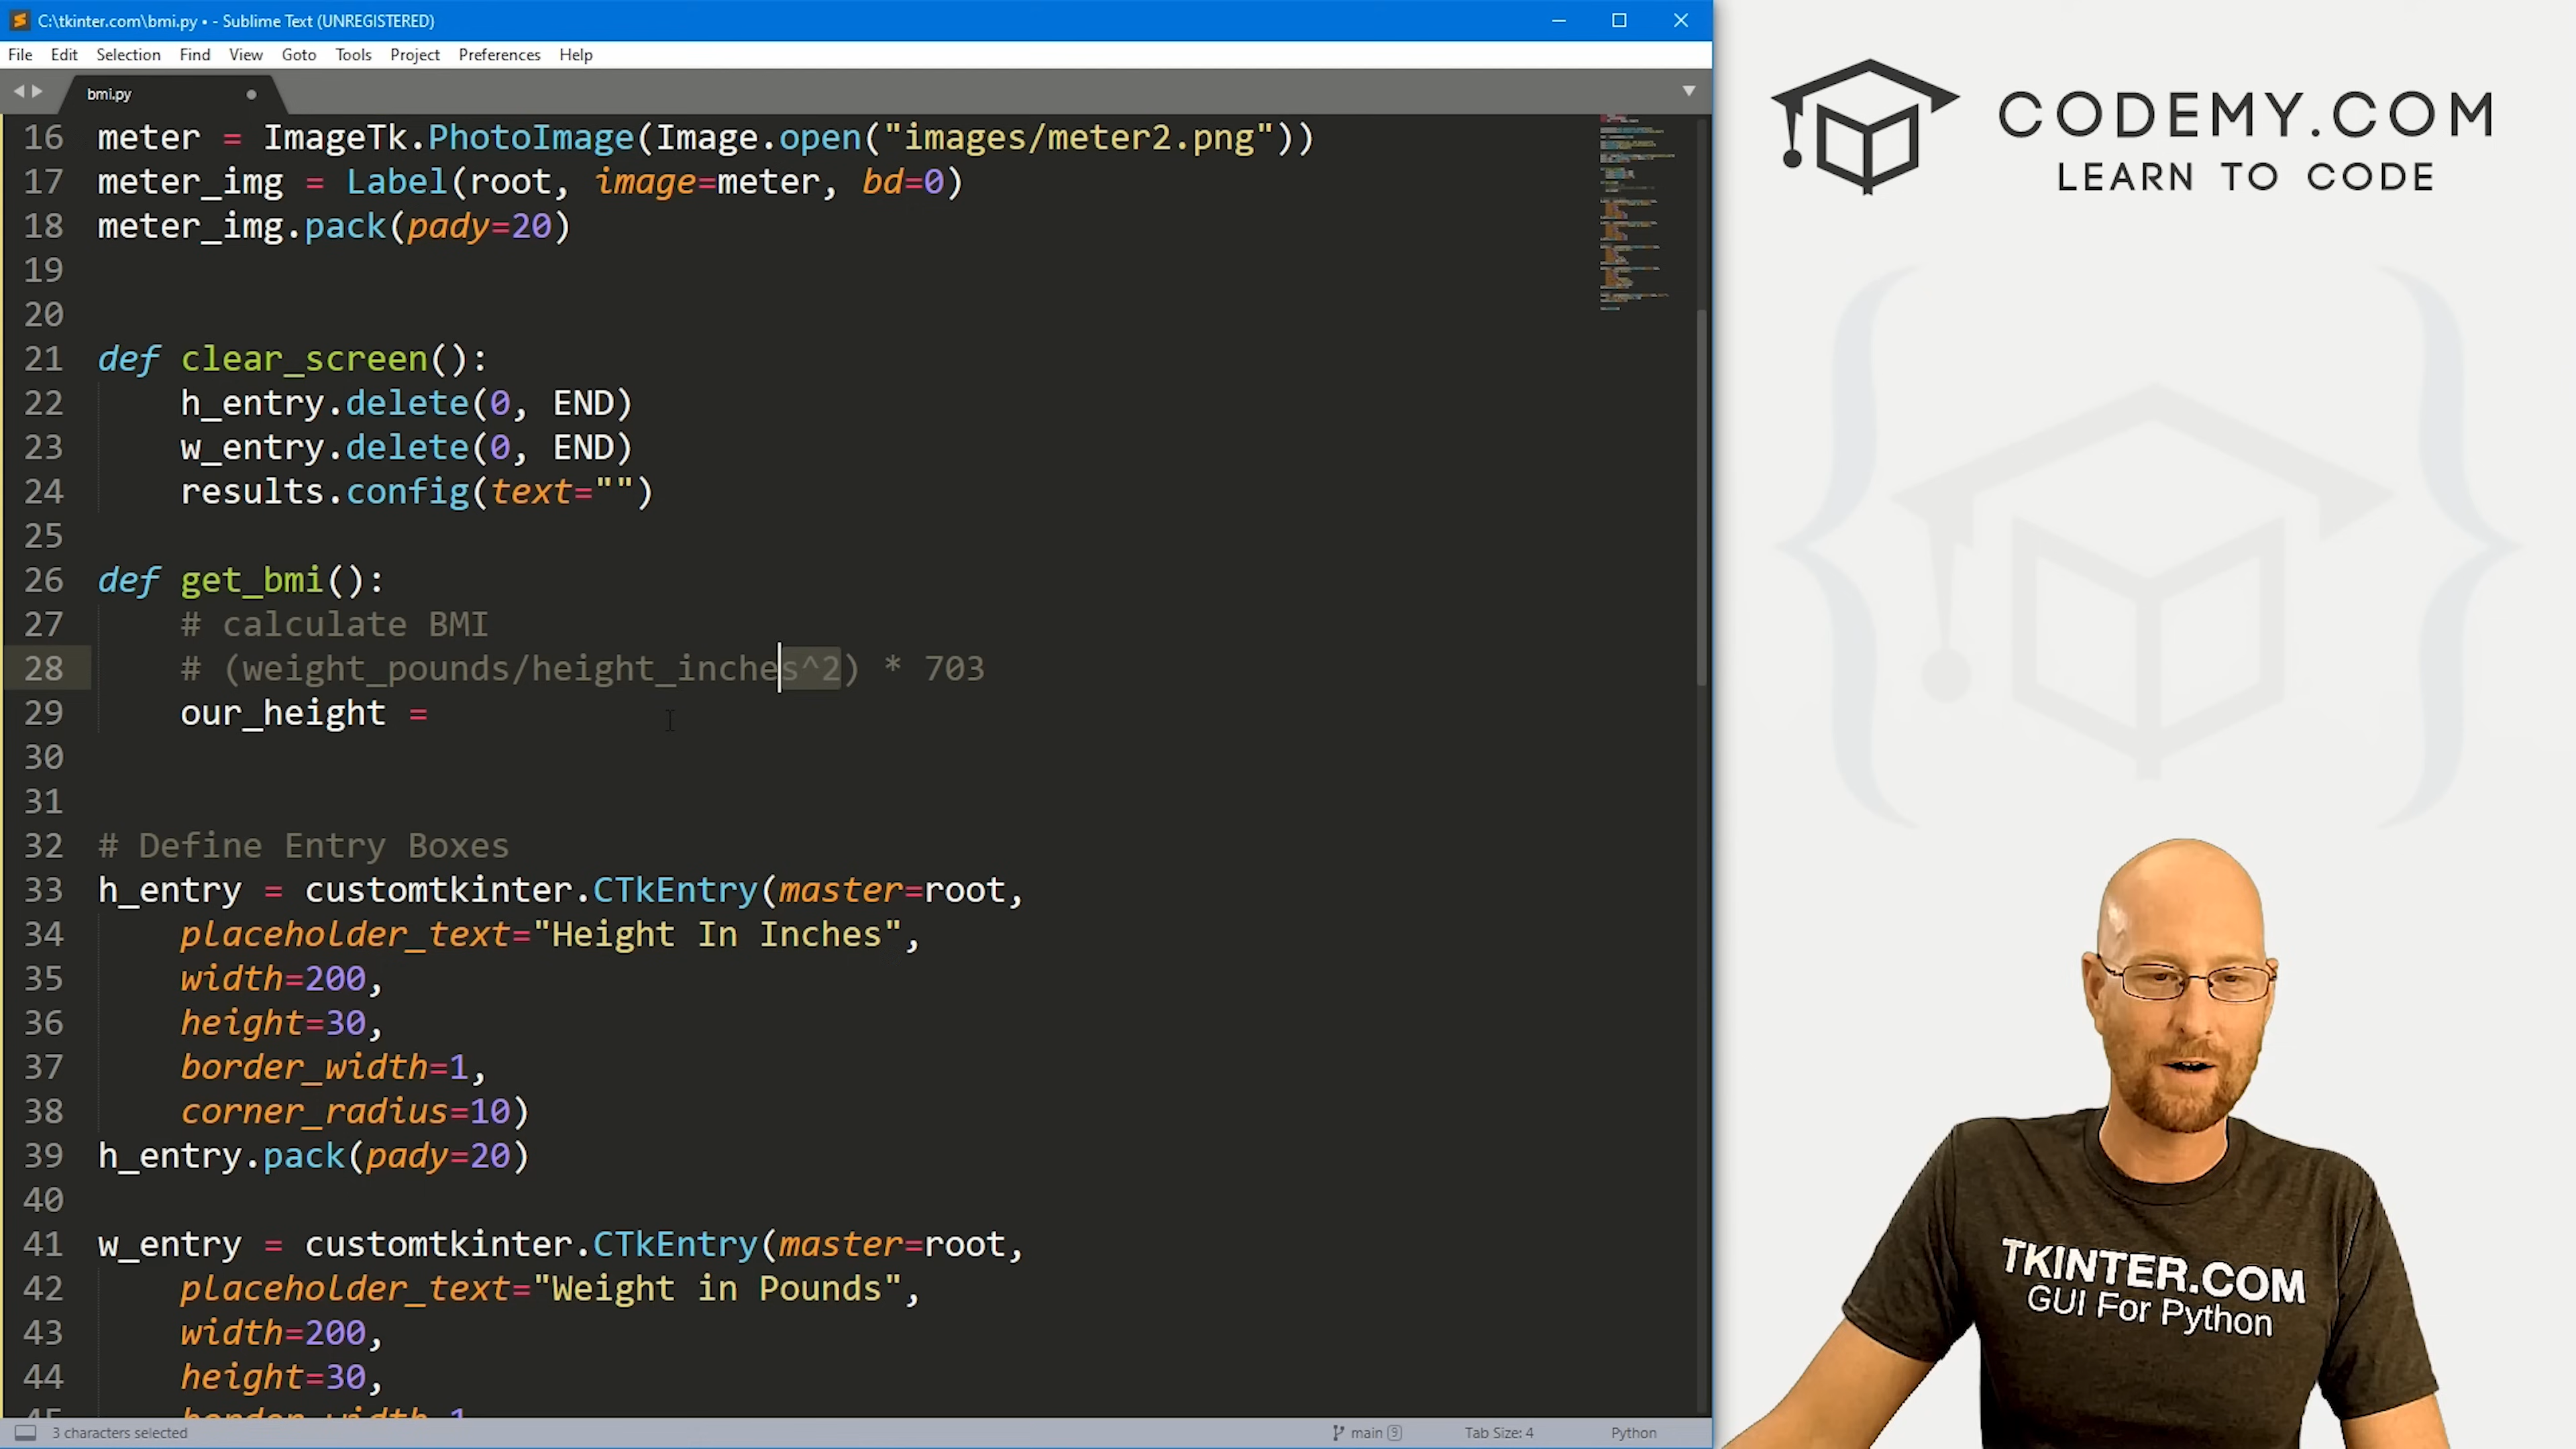 C:\tkinter.com\bmi.py • - Sublime Text (UNREGISTERED)
File Edit Selection Find View Goto Tools Project Preferences Help
bmi.py
16 meter = ImageTk.PhotoImage(Image.open("images/meter2.png"))
17 meter_img = Label(root, image=meter, bd=0)
18 meter_img.pack(pady=20)
19
20
21 def clear_screen():
22     h_entry.delete(0, END)
23     w_entry.delete(0, END)
24     results.config(text="")
25
26 def get_bmi():
27     # calculate BMI
28     # (weight_pounds/height_inches^2) * 703
29     our_height =
30
31
32 # Define Entry Boxes
33 h_entry = customtkinter.CTkEntry(master=root,
34     placeholder_text="Height In Inches",
35     width=200,
36     height=30,
37     border_width=1,
38     corner_radius=10)
39 h_entry.pack(pady=20)
40
41 w_entry = customtkinter.CTkEntry(master=root,
42     placeholder_text="Weight in Pounds",
43     width=200,
44     height=30,
45     border_width=1
3 characters selected
main 9
Tab Size: 4
Python
CODEMY.COM
LEARN TO CODE
TKINTER.COM
GUI For Python